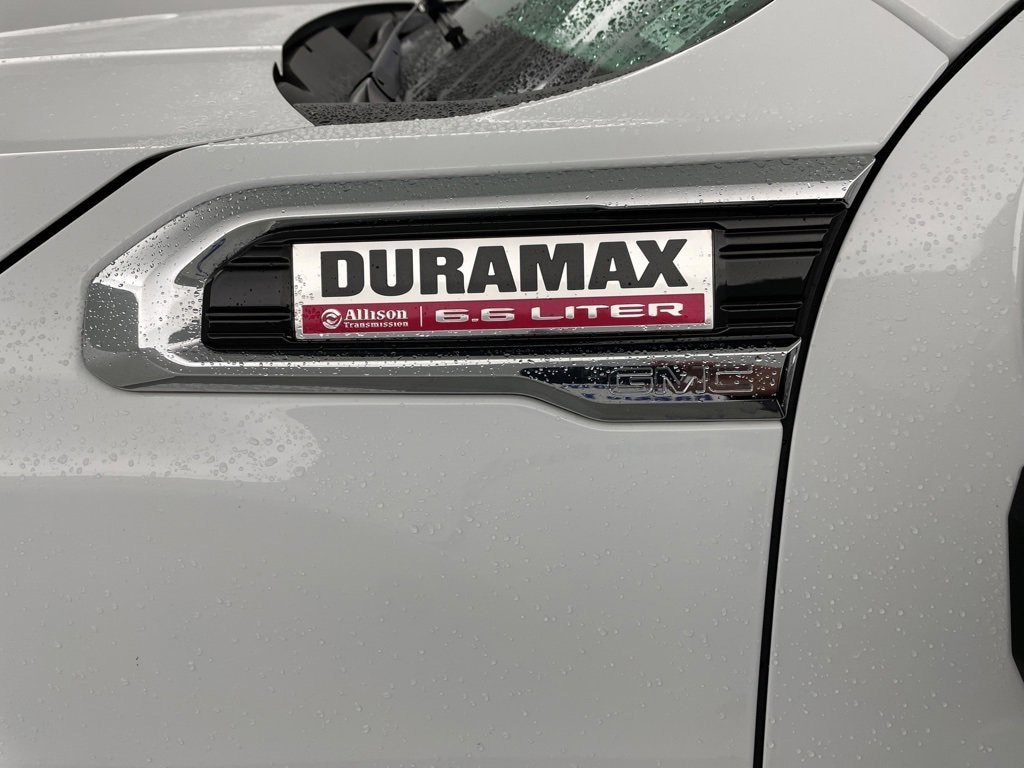 DURAMAX
Allison Transmission | 6.6 LITER
GMC